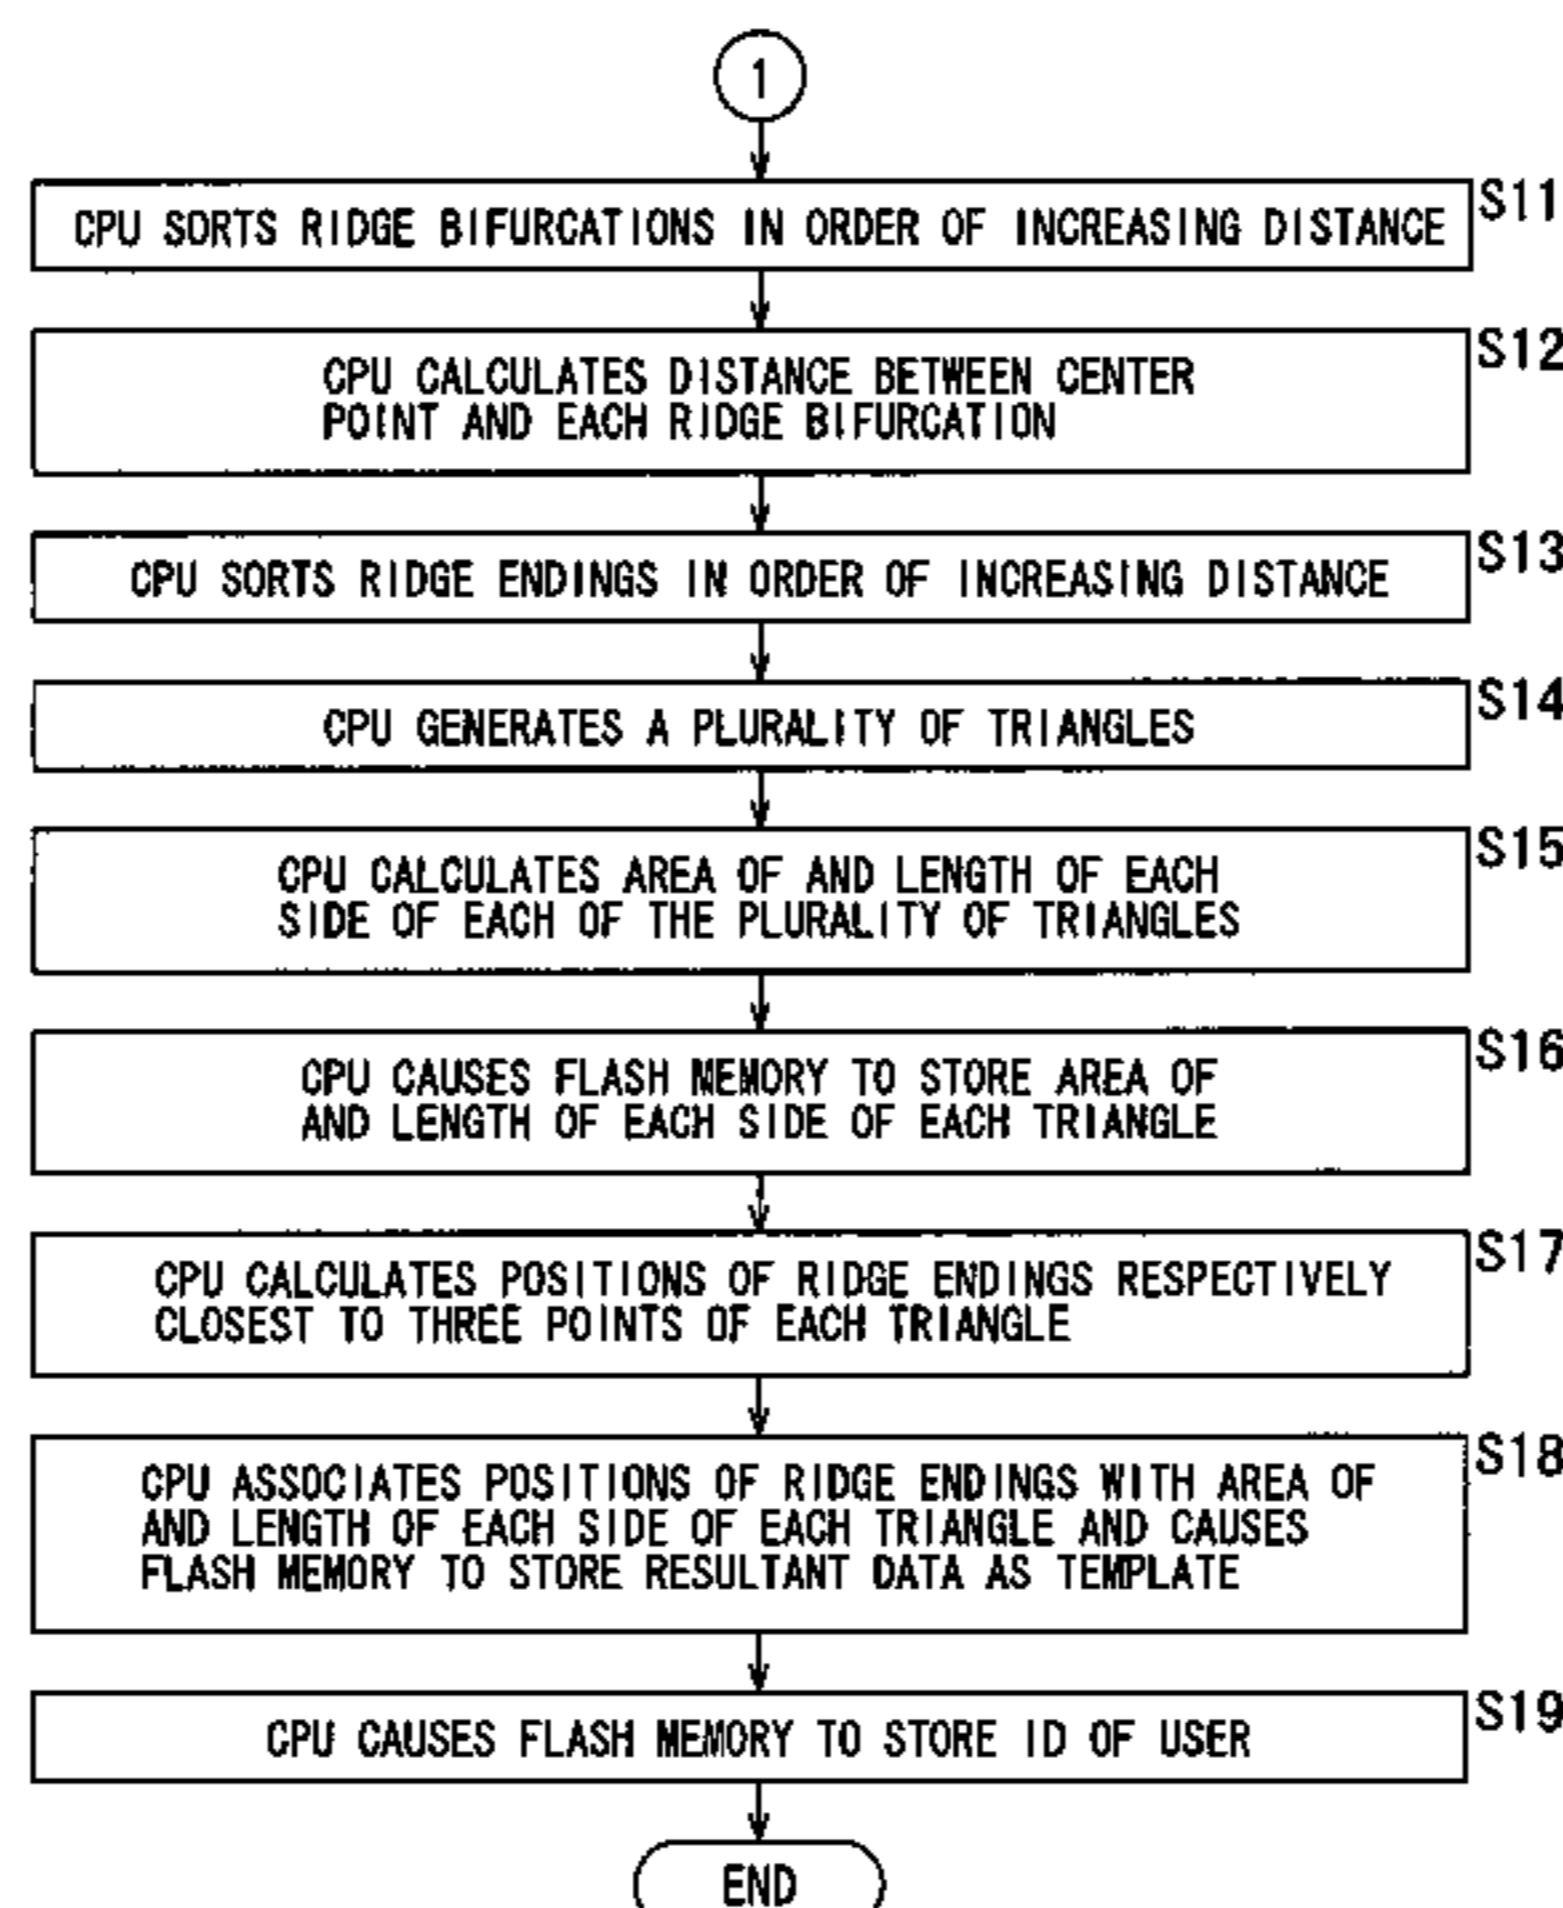 1
S11
CPU SORTS RIDGE BIFURCATIONS IN ORDER OF INCREASING DISTANCE
S12
CPU CALCULATES DISTANCE BETWEEN CENTER
POINT AND EACH RIDGE BIFURCATION
S13
CPU SORTS RIDGE ENDINGS IN ORDER OF INCREASING DISTANCE
S14
CPU GENERATES A PLURALITY OF TRIANGLES
S15
CPU CALCULATES AREA OF AND LENGTH OF EACH
SIDE OF EACH OF THE PLURALITY OF TRIANGLES
S16
CPU CAUSES FLASH MEMORY TO STORE AREA OF
AND LENGTH OF EACH SIDE OF EACH TRIANGLE
S17
CPU CALCULATES POSITIONS OF RIDGE ENDINGS RESPECTIVELY
CLOSEST TO THREE POINTS OF EACH TRIANGLE
S18
CPU ASSOCIATES POSITIONS OF RIDGE ENDINGS WITH AREA OF
AND LENGTH OF EACH SIDE OF EACH TRIANGLE AND CAUSES
FLASH MEMORY TO STORE RESULTANT DATA AS TEMPLATE
S19
CPU CAUSES FLASH MEMORY TO STORE ID OF USER
END